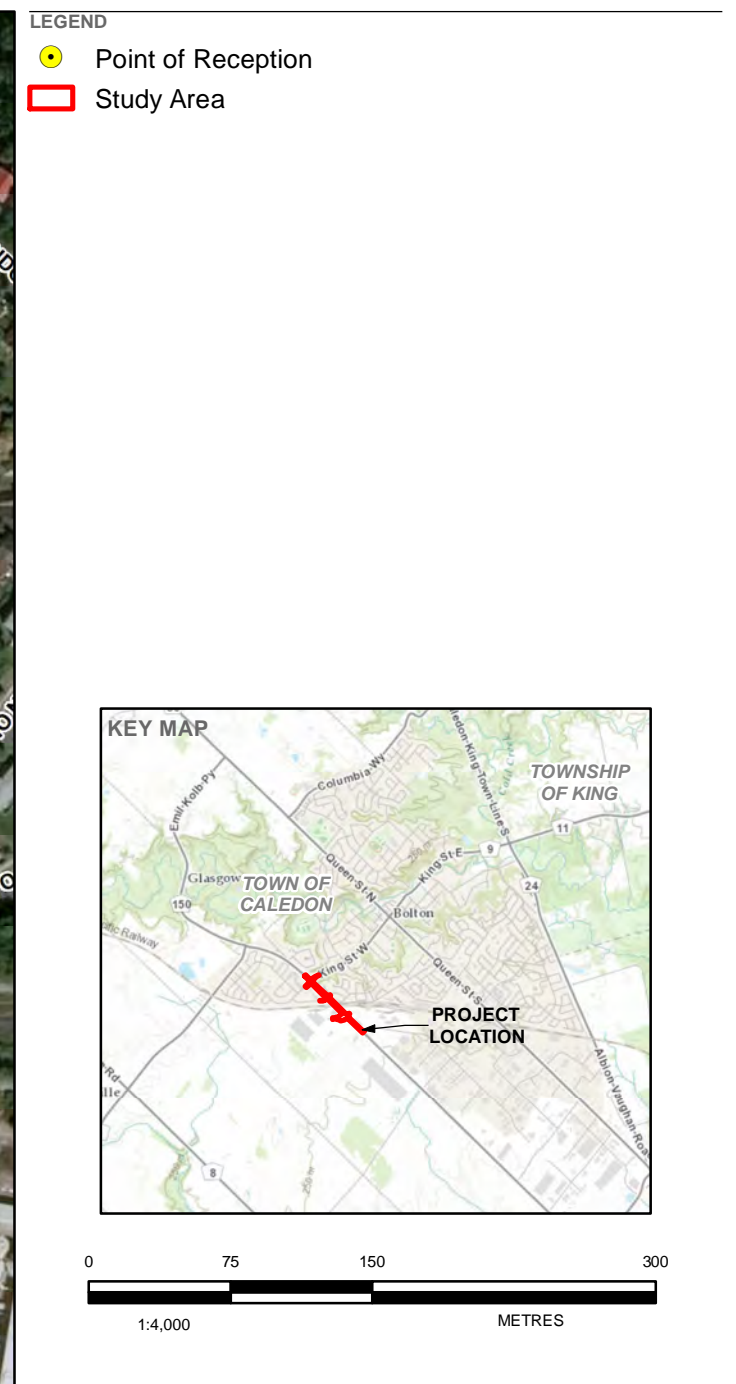 LEGEND
Point of Reception
Study Area
KEY MAP
TOWNSHIP
OF KING
Columbia Wy
Emil Kolb Py
11
9
King St E
24
Queen St N
Glasgow
TOWN OF
CALEDON
150
Bolton
King St W
Queen St S
PROJECT
LOCATION
Albion-Vaughan Road
8
250 m
0 75 150 300
1:4,000 METRES